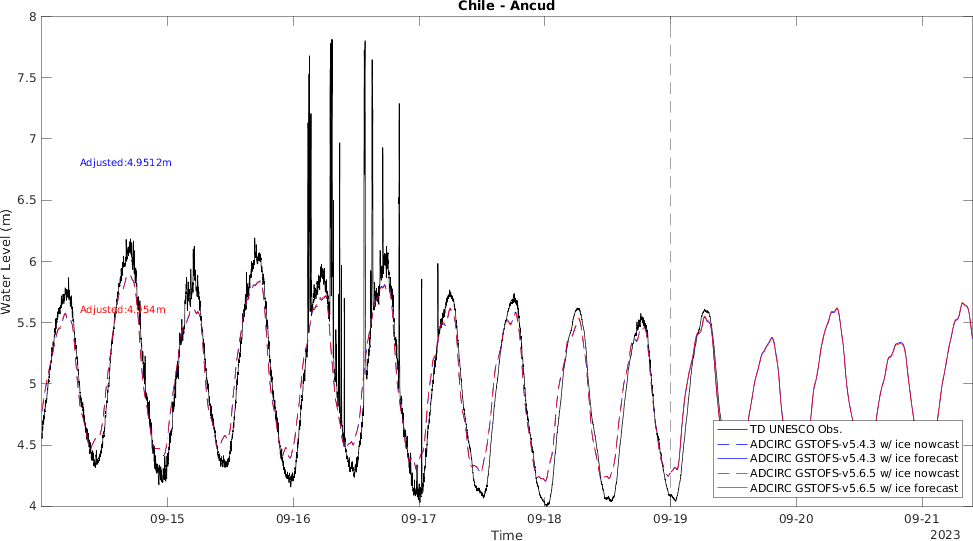 Chile - Ancud
8
7.5
7
6.5
6
5.5
5
4.5
4
Water Level (m)
Adjusted:4.9512m
Adjusted:4.954m
TD UNESCO Obs.
ADCIRC GSTOFS-v5.4.3 w/ ice nowcast
ADCIRC GSTOFS-v5.4.3 w/ ice forecast
ADCIRC GSTOFS-v5.6.5 w/ ice nowcast
ADCIRC GSTOFS-v5.6.5 w/ ice forecast
09-15 09-16 09-17 09-18 09-19 09-20 09-21
Time
2023